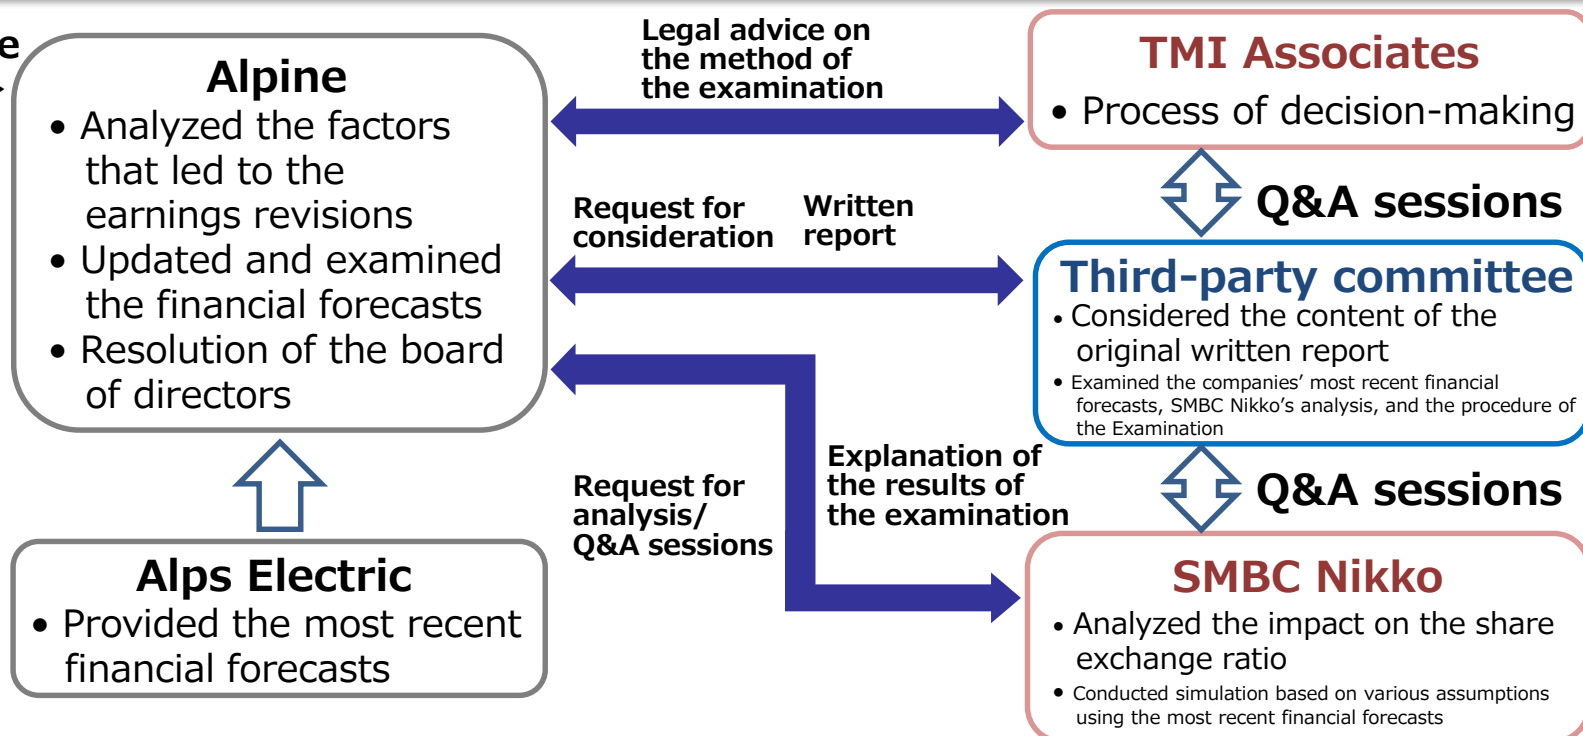 e
Alpine
• Analyzed the factors
that led to the
earnings revisions
• Updated and examined
the financial forecasts
• Resolution of the board
of directors
Alps Electric
• Provided the most recent
financial forecasts
Legal advice on
the method of
the examination
Request for
consideration
Written
report
Request for
analysis/
Q&A sessions
Explanation of
the results of
the examination
TMI Associates
• Process of decision-making
Q&A sessions
Third-party committee
• Considered the content of the
original written report
• Examined the companies’ most recent financial
forecasts, SMBC Nikko’s analysis, and the procedure of
the Examination
Q&A sessions
SMBC Nikko
• Analyzed the impact on the share
exchange ratio
• Conducted simulation based on various assumptions
using the most recent financial forecasts